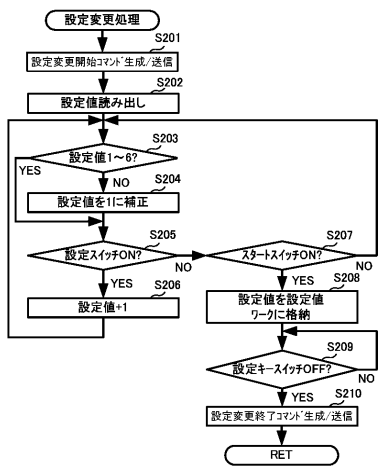 設定変更処理
S201
設定変更開始コマンド生成/送信
S202
設定値読み出し
S203
設定値1～6?
YES
NO
S204
設定値を1に補正
S205
設定スイッチON?
NO
YES
S206
設定値+1
S207
スタートスイッチON?
NO
YES
S208
設定値を設定値
ワークに格納
S209
設定キースイッチOFF?
NO
YES
S210
設定変更終了コマンド生成/送信
RET